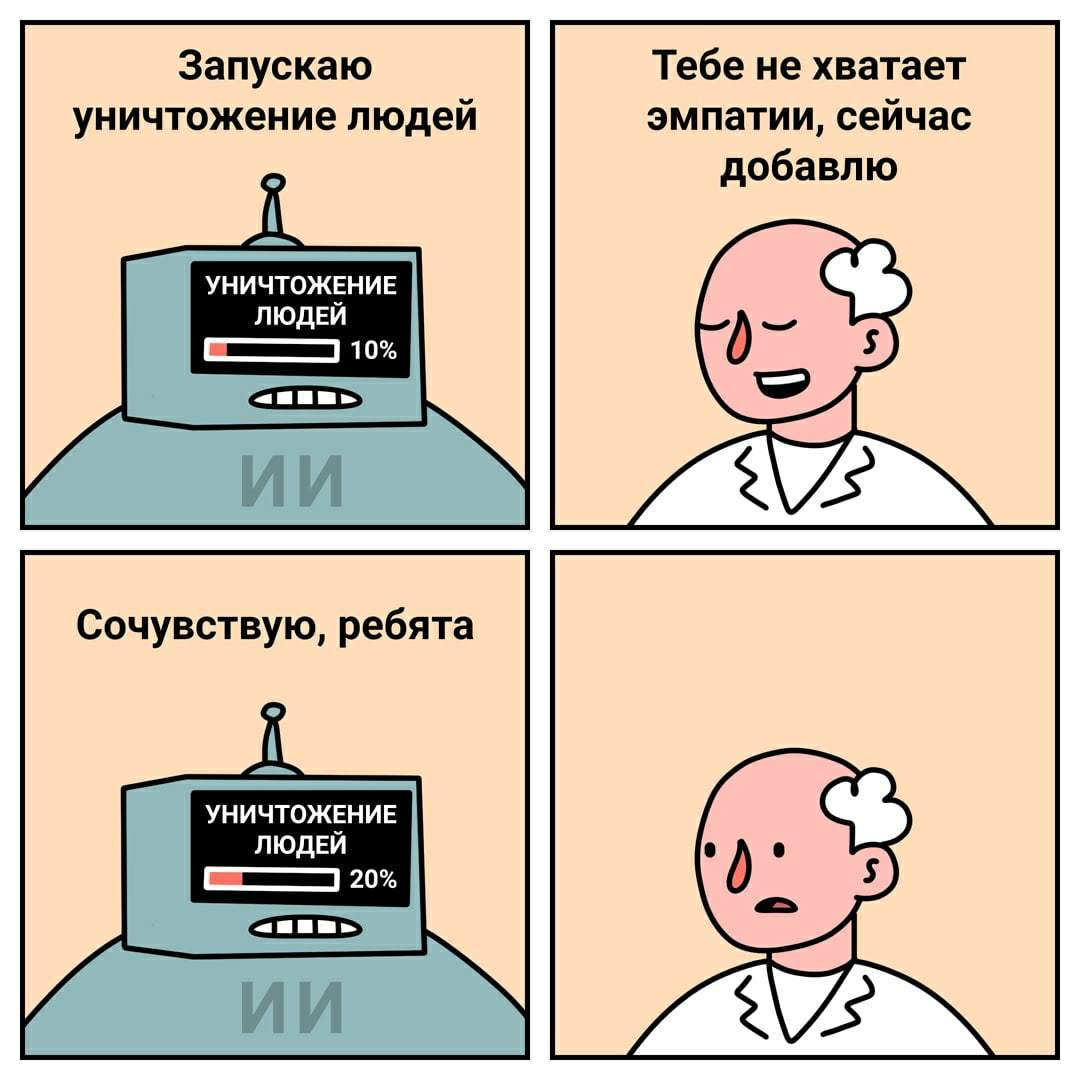 Запускаю
уничтожение людей
УНИЧТОЖЕНИЕ
ЛЮДЕЙ
10%
ИИ
Тебе не хватает
эмпатии, сейчас
добавлю
Сочувствую, ребята
УНИЧТОЖЕНИЕ
ЛЮДЕЙ
20%
ИИ